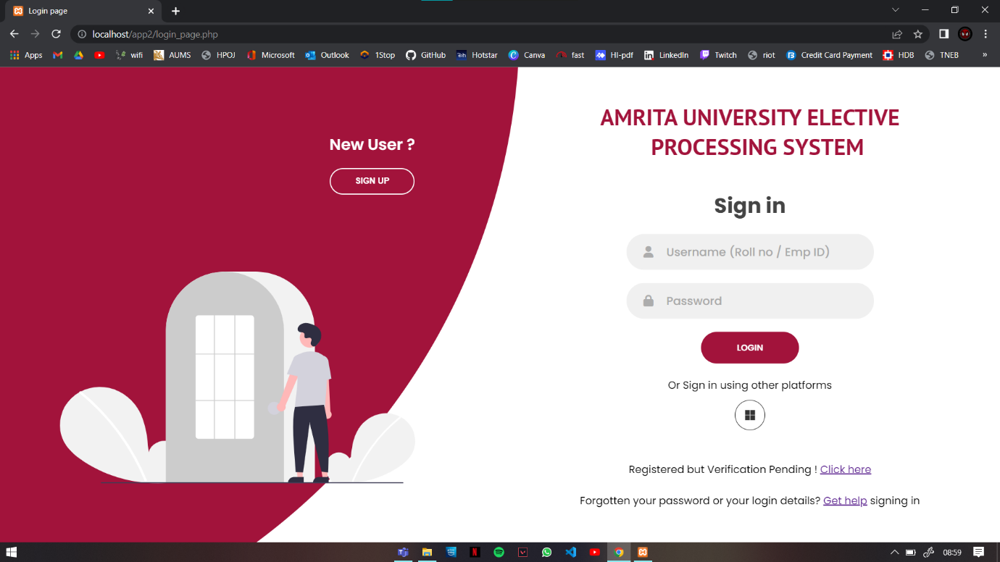 Login page
localhost/app2/login_page.php
Apps
wifi
AUMS
HPOJ
Microsoft
Outlook
1Stop
GitHub
Hotstar
Canva
fast
HI-pdf
LinkedIn
Twitch
riot
Credit Card Payment
HDB
TNEB
»
New User ?
SIGN UP
AMRITA UNIVERSITY ELECTIVE
PROCESSING SYSTEM
Sign in
Username (Roll no / Emp ID)
Password
LOGIN
Or Sign in using other platforms
Registered but Verification Pending ! Click here
Forgotten your password or your login details? Get help signing in
08:59